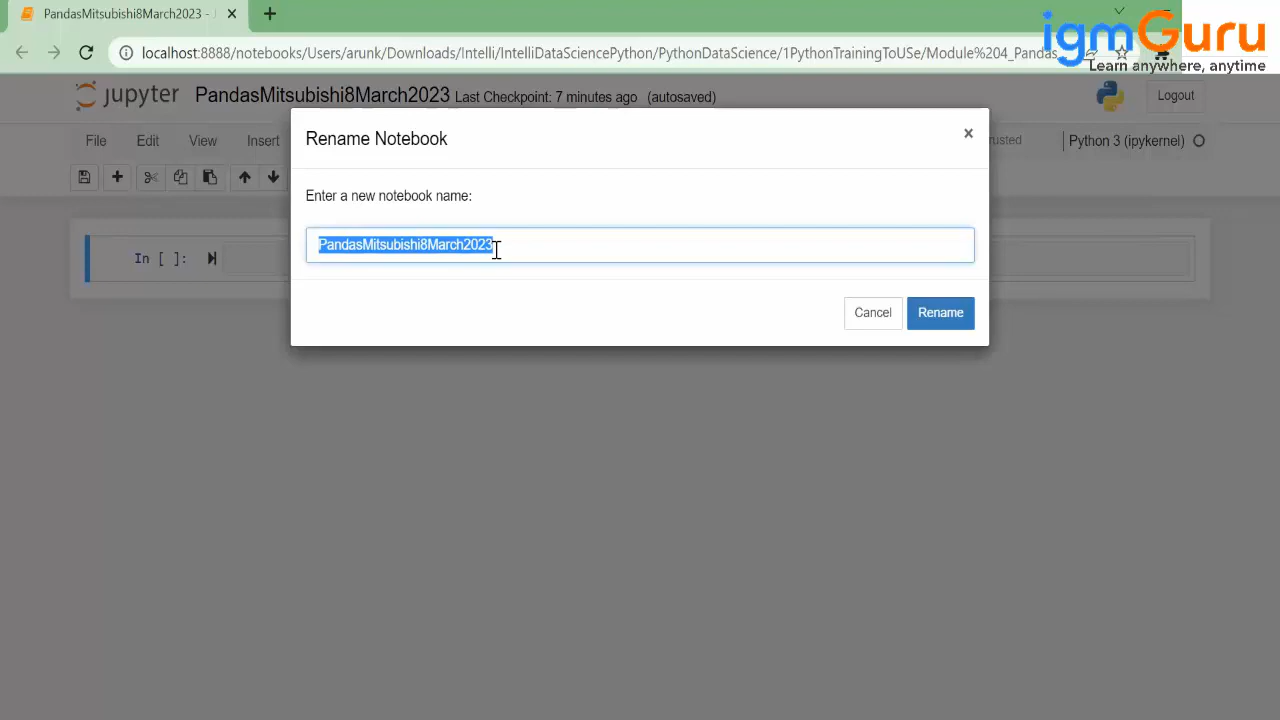 PandasMitsubishi8March2023 -
igmGuru
Learn anywhere, anytime
localhost:8888/notebooks/Users/arunk/Downloads/Intelli/IntelliDataSciencePython/PythonDataScience/1PythonTrainingToUSe/Module%204_Pandas
jupyter PandasMitsubishi8March2023 Last Checkpoint: 7 minutes ago (autosaved)
Logout
File Edit View Insert
Python 3 (ipykernel)
Rename Notebook
Enter a new notebook name:
PandasMitsubishi8March2023
In [ ]:
Cancel Rename